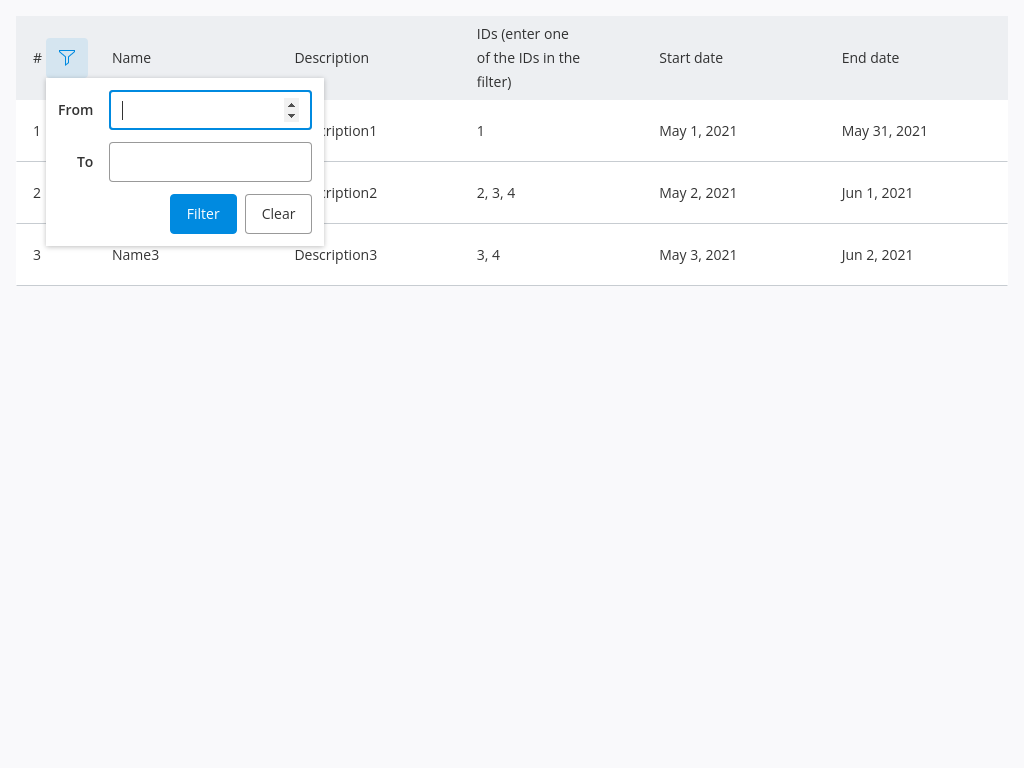 # Name Description IDs (enter one of the IDs in the filter) Start date End date
From
To
Filter Clear
1 cription1 1 May 1, 2021 May 31, 2021
2 cription2 2, 3, 4 May 2, 2021 Jun 1, 2021
3 Name3 Description3 3, 4 May 3, 2021 Jun 2, 2021